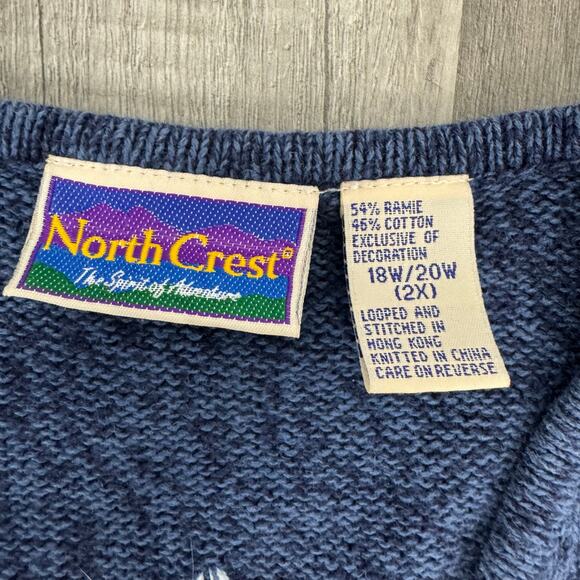 North Crest®
The Spirit of Adventure
54% RAMIE
46% COTTON
EXCLUSIVE OF
DECORATION
18W/20W
(2X)
LOOPED AND
STITCHED IN
HONG KONG
KNITTED IN CHINA
CARE ON REVERSE